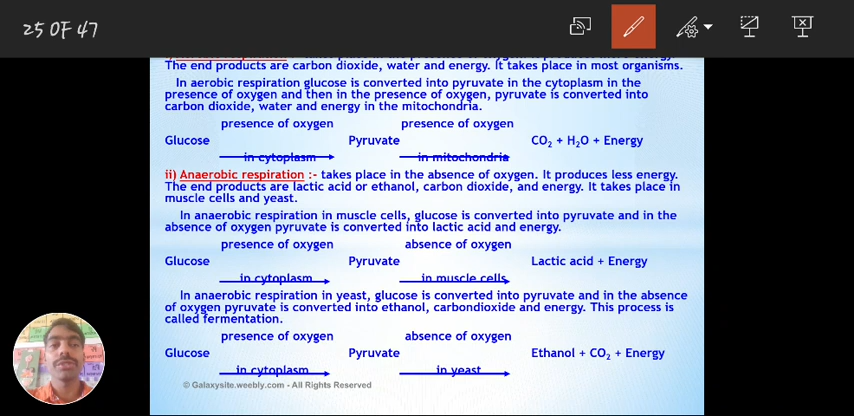 25 OF 47
The end products are carbon dioxide, water and energy. It takes place in most organisms.
In aerobic respiration glucose is converted into pyruvate in the cytoplasm in the
presence of oxygen and then in the presence of oxygen, pyruvate is converted into
carbon dioxide, water and energy in the mitochondria.
presence of oxygen presence of oxygen
Glucose Pyruvate CO₂ + H₂O + Energy
in cytoplasm in mitochondria
ii) Anaerobic respiration :- takes place in the absence of oxygen. It produces less energy.
The end products are lactic acid or ethanol, carbon dioxide, and energy. It takes place in
muscle cells and yeast.
In anaerobic respiration in muscle cells, glucose is converted into pyruvate and in the
absence of oxygen pyruvate is converted into lactic acid and energy.
presence of oxygen absence of oxygen
Glucose Pyruvate Lactic acid + Energy
in cytoplasm in muscle cells
In anaerobic respiration in yeast, glucose is converted into pyruvate and in the absence
of oxygen pyruvate is converted into ethanol, carbondioxide and energy. This process is
called fermentation.
presence of oxygen absence of oxygen
Glucose Pyruvate Ethanol + CO₂ + Energy
in cytoplasm in yeast
© Galaxysite.weebly.com - All Rights Reserved